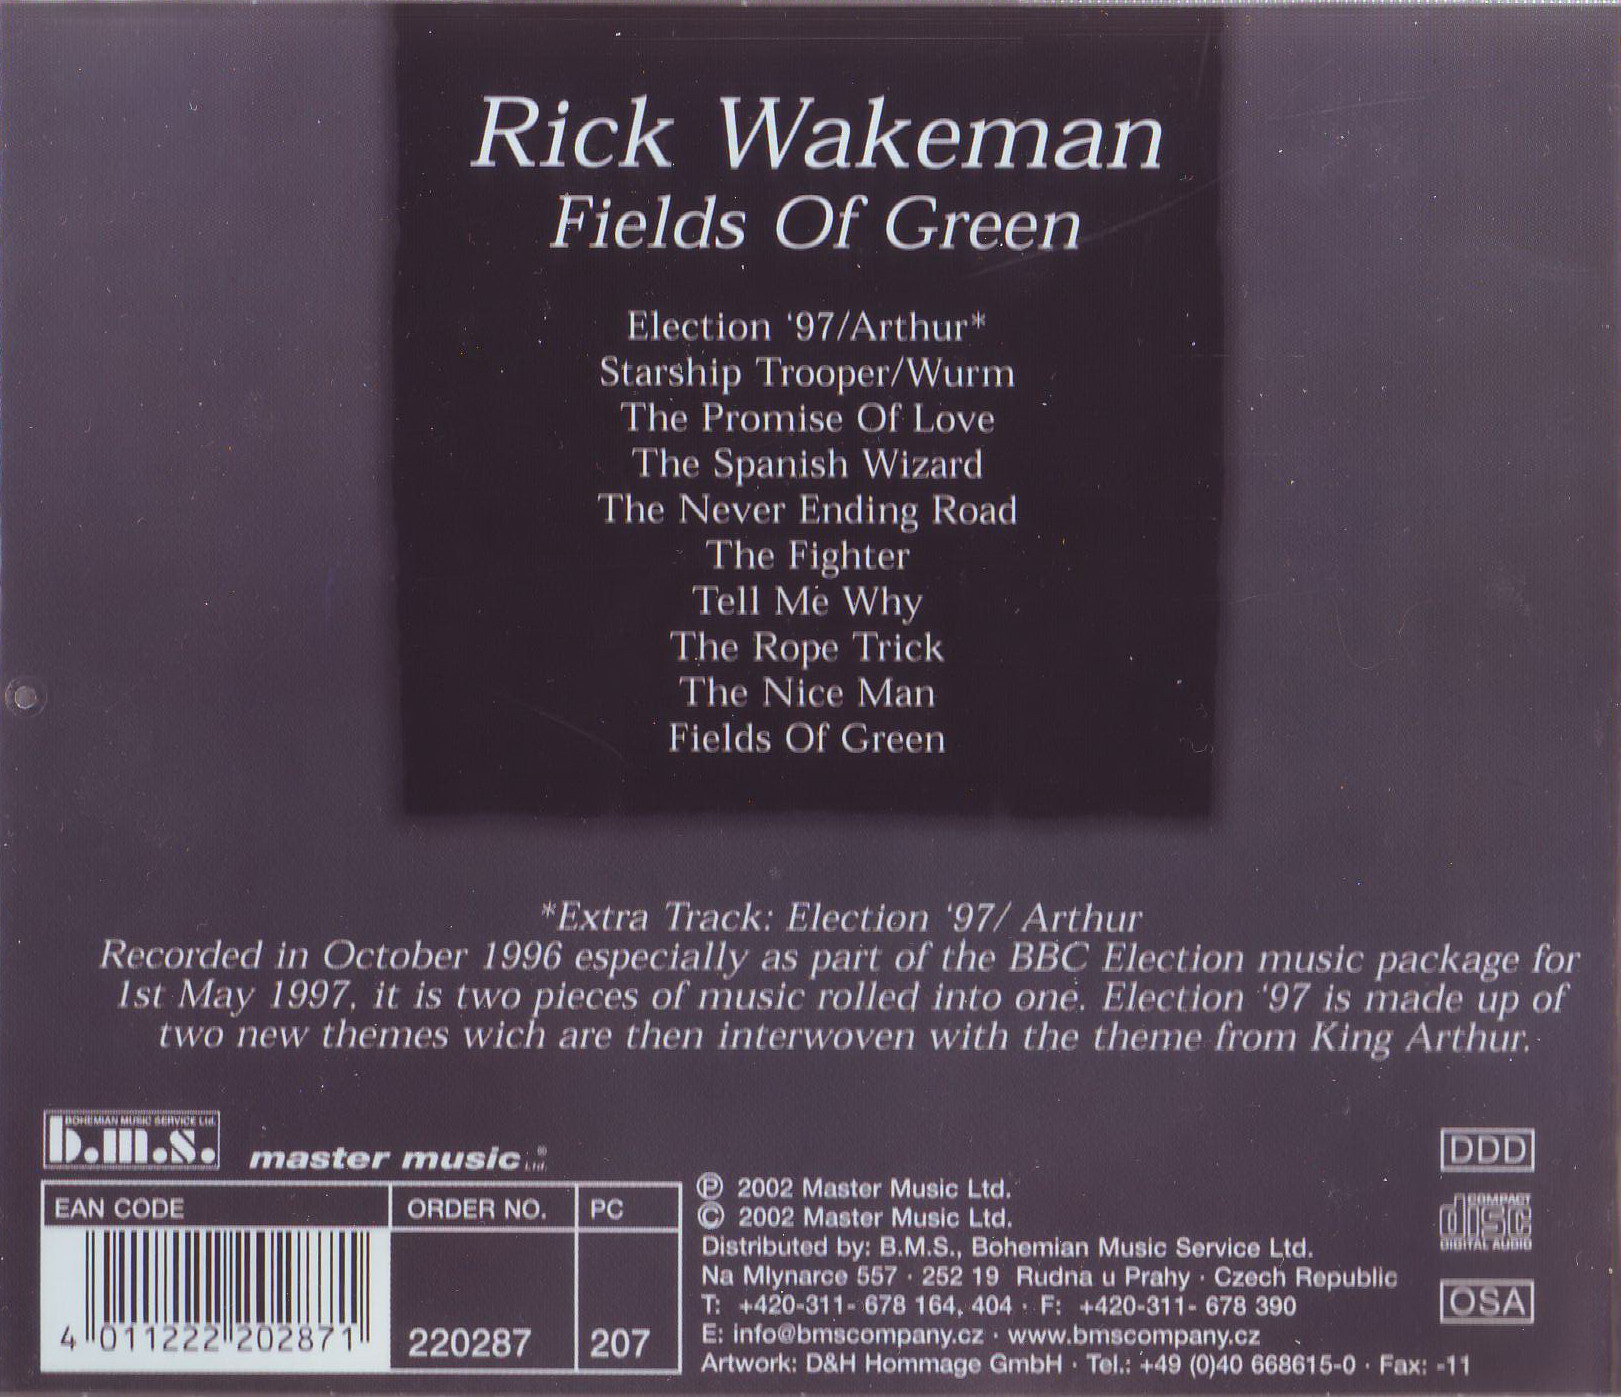 Rick Wakeman
Fields Of Green
Election ‘97/Arthur*
Starship Trooper/Wurm
The Promise Of Love
The Spanish Wizard
The Never Ending Road
The Fighter
Tell Me Why
The Rope Trick
The Nice Man
Fields Of Green
*Extra Track: Election ‘97/ Arthur
Recorded in October 1996 especially as part of the BBC Election music package for
1st May 1997, it is two pieces of music rolled into one. Election ‘97 is made up of
two new themes wich are then interwoven with the theme from King Arthur.
BOHEMIAN MUSIC SERVICE Ltd.
b.m.s.
master music Ltd.®
EAN CODE
ORDER NO.
PC
4 011222 202871
220287
207
℗ 2002 Master Music Ltd.
© 2002 Master Music Ltd.
Distributed by: B.M.S., Bohemian Music Service Ltd.
Na Mlynarce 557 · 252 19 Rudna u Prahy · Czech Republic
T: +420-311- 678 164, 404 · F: +420-311- 678 390
E: info@bmscompany.cz · www.bmscompany.cz
Artwork: D&H Hommage GmbH · Tel.: +49 (0)40 668615-0 · Fax: -11
DDD
COMPACT
disc
DIGITAL AUDIO
OSA